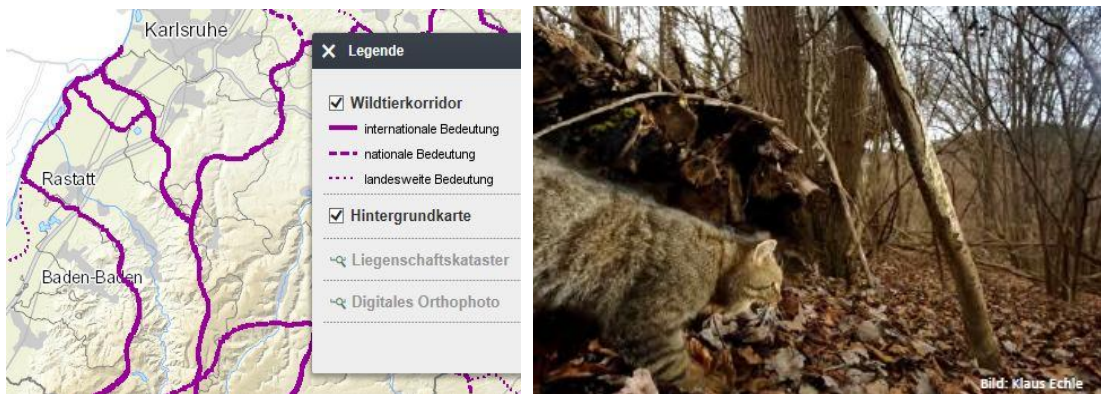 Karlsruhe
Rastatt
Baden-Baden
Legende
Wildtierkorridor
internationale Bedeutung
nationale Bedeutung
landesweite Bedeutung
Hintergrundkarte
Liegenschaftskataster
Digitales Orthophoto
Bild: Klaus Echle